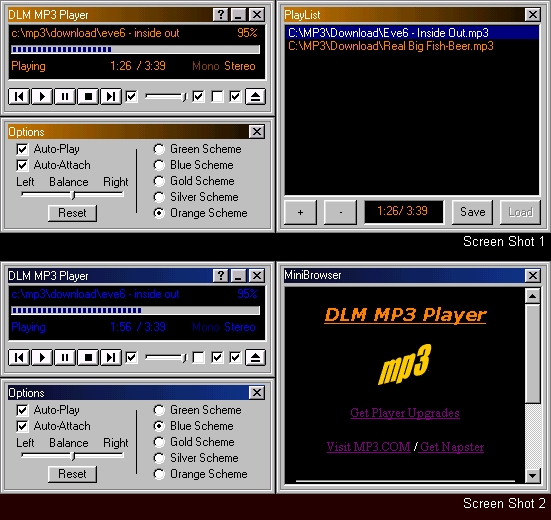 DLM MP3 Player
c:\mp3\download\eve6 - inside out 95%
Playing 1:26 / 3:39 Mono Stereo
Options
Auto-Play
Auto-Attach
Left Balance Right
Reset
Green Scheme
Blue Scheme
Gold Scheme
Silver Scheme
Orange Scheme
PlayList
C:\MP3\Download\Eve6 - Inside Out.mp3
C:\MP3\Download\Real Big Fish-Beer.mp3
+ - 1:26/ 3:39 Save Load
Screen Shot 1
DLM MP3 Player
c:\mp3\download\eve6 - inside out 95%
Playing 1:56 / 3:39 Mono Stereo
Options
Auto-Play
Auto-Attach
Left Balance Right
Reset
Green Scheme
Blue Scheme
Gold Scheme
Silver Scheme
Orange Scheme
MiniBrowser
DLM MP3 Player
mp3
Get Player Upgrades
Visit MP3.COM / Get Napster
Screen Shot 2